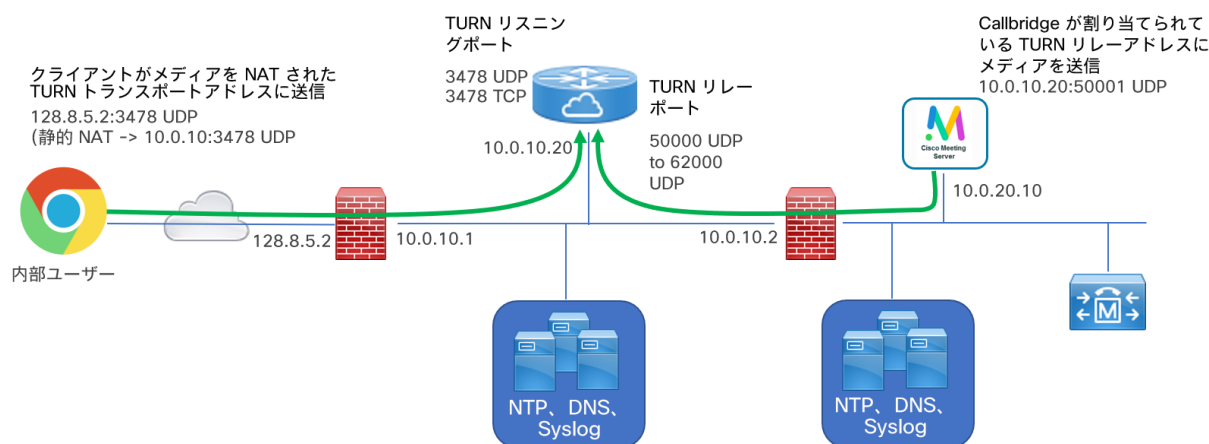 クライアントがメディアを NAT された
TURN トランスポートアドレスに送信
128.8.5.2:3478 UDP
(静的 NAT -> 10.0.10:3478 UDP
内部ユーザー
128.8.5.2
10.0.10.1
TURN リスニン
グポート
3478 UDP
3478 TCP
10.0.10.20
TURN リレー
ポート
50000 UDP
to 62000
UDP
10.0.10.2
Callbridge が割り当てられて
いる TURN リレーアドレスに
メディアを送信
10.0.10.20:50001 UDP
Cisco Meeting
Server
10.0.20.10
M
NTP、DNS、
Syslog
NTP、DNS、
Syslog